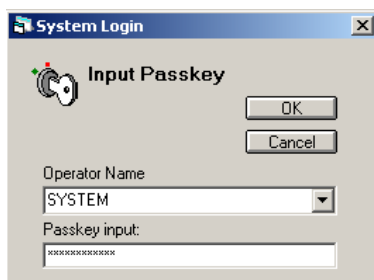 System Login
Input Passkey
OK
Cancel
Operator Name
SYSTEM
Passkey input:
************